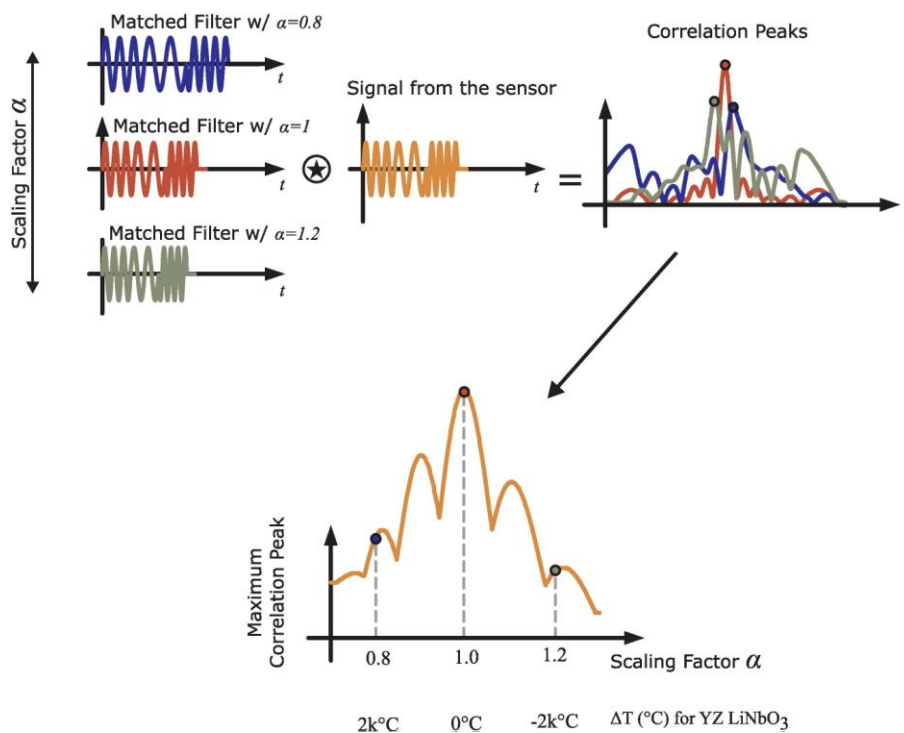 Matched Filter w/ α=0.8
t
Scaling Factor α
Matched Filter w/ α=1
t
Matched Filter w/ α=1.2
t
Signal from the sensor
t
=
Correlation Peaks
Maximum
Correlation Peak
0.8
1.0
1.2
Scaling Factor α
2k°C
0°C
-2k°C
ΔT (°C) for YZ LiNbO3